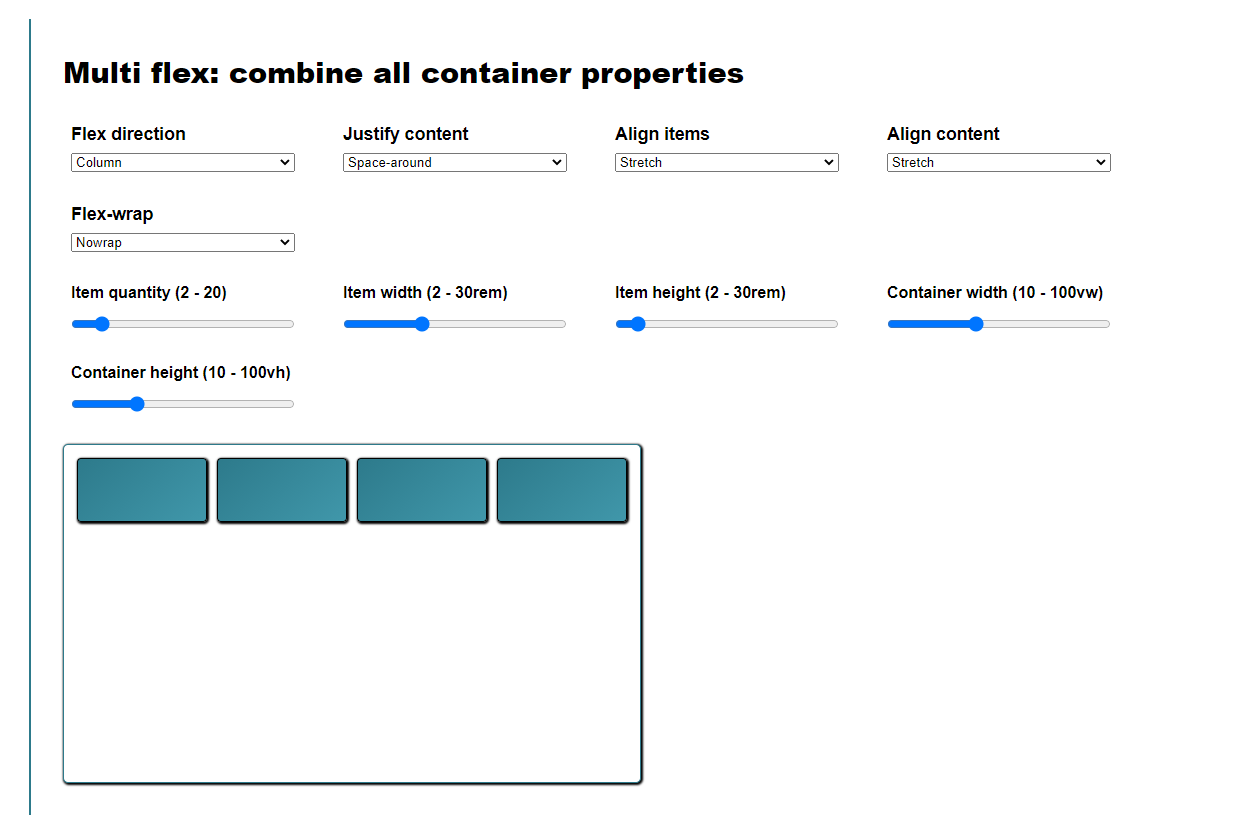 Multi flex: combine all container properties
Flex direction Justify content Align items Align content
Column Space-around Stretch Stretch
Flex-wrap
Nowrap
Item quantity (2 - 20) Item width (2 - 30rem) Item height (2 - 30rem) Container width (10 - 100vw)
Container height (10 - 100vh)